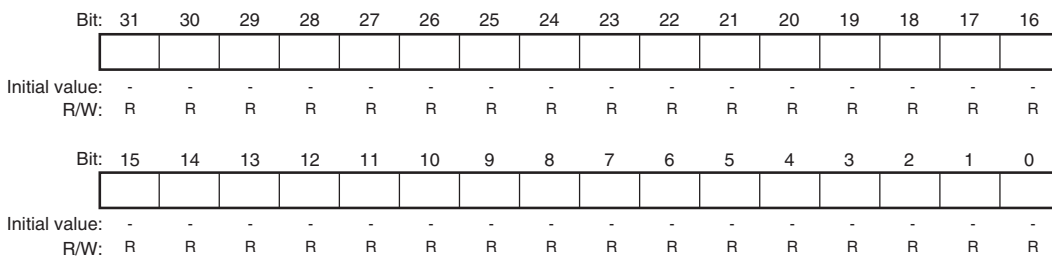 Bit: 31 30 29 28 27 26 25 24 23 22 21 20 19 18 17 16
Initial value: - - - - - - - - - - - - - - - -
R/W: R R R R R R R R R R R R R R R R
Bit: 15 14 13 12 11 10 9 8 7 6 5 4 3 2 1 0
Initial value: - - - - - - - - - - - - - - - -
R/W: R R R R R R R R R R R R R R R R